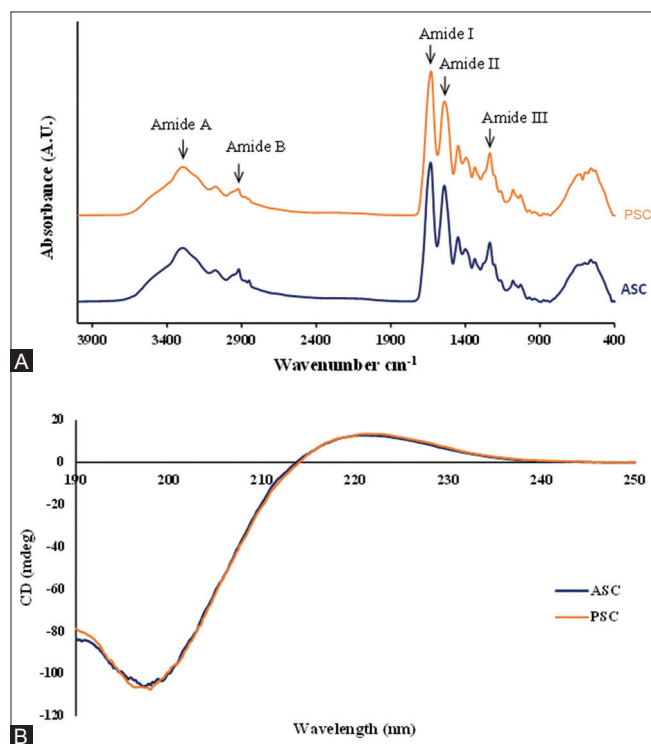 Amide I
Amide II
Amide III
Amide A
Amide B
Absorbance (A.U.)
PSC
ASC
3900 3400 2900 2400 1900 1400 900 400
Wavenumber cm-1
A
20
0
190 200 210 220 230 240 250
-20
-40
-60
-80
-100
-120
CD (mdeg)
ASC
PSC
Wavelength (nm)
B